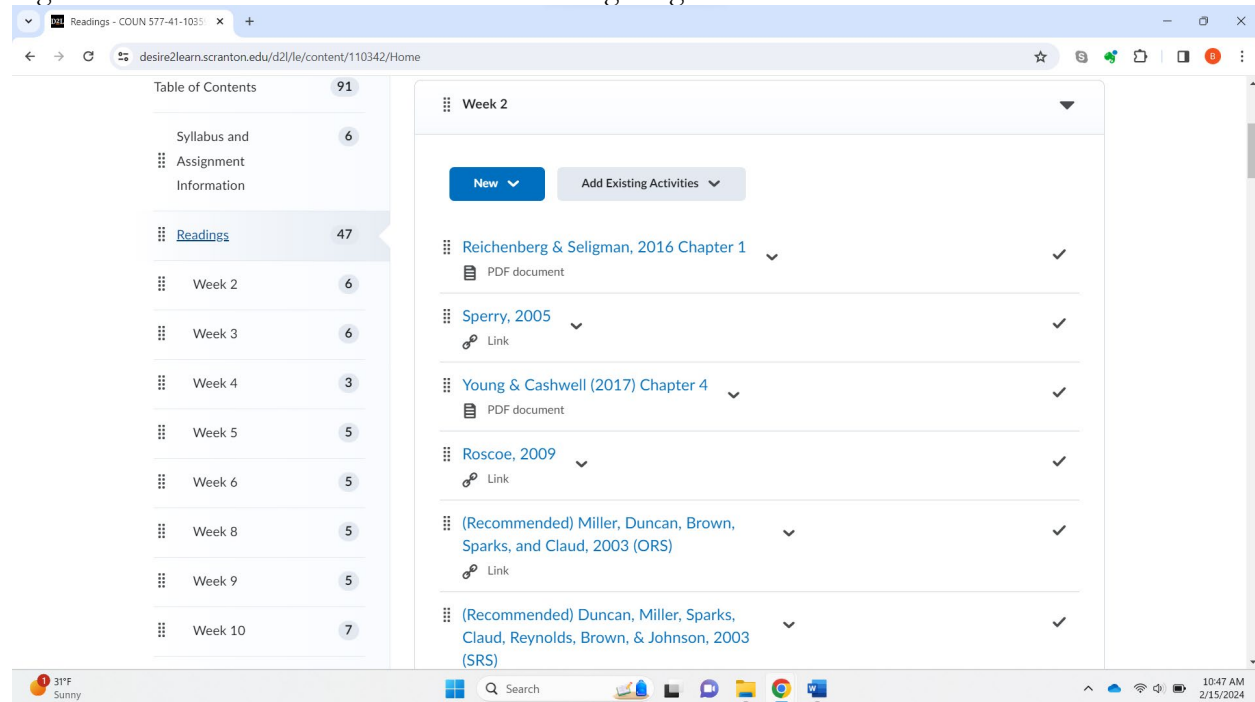 Readings - COUN 577-41-1035
desire2learn.scranton.edu/d2l/le/content/110342/Home
B
Table of Contents 91
Syllabus and 6
Assignment
Information
Readings 47
Week 2 6
Week 3 6
Week 4 3
Week 5 5
Week 6 5
Week 8 5
Week 9 5
Week 10 7
Week 2
New
Add Existing Activities
Reichenberg & Seligman, 2016 Chapter 1
PDF document
Sperry, 2005
Link
Young & Cashwell (2017) Chapter 4
PDF document
Roscoe, 2009
Link
(Recommended) Miller, Duncan, Brown,
Sparks, and Claud, 2003 (ORS)
Link
(Recommended) Duncan, Miller, Sparks,
Claud, Reynolds, Brown, & Johnson, 2003
(SRS)
1
31°F
Sunny
Search
10:47 AM
2/15/2024